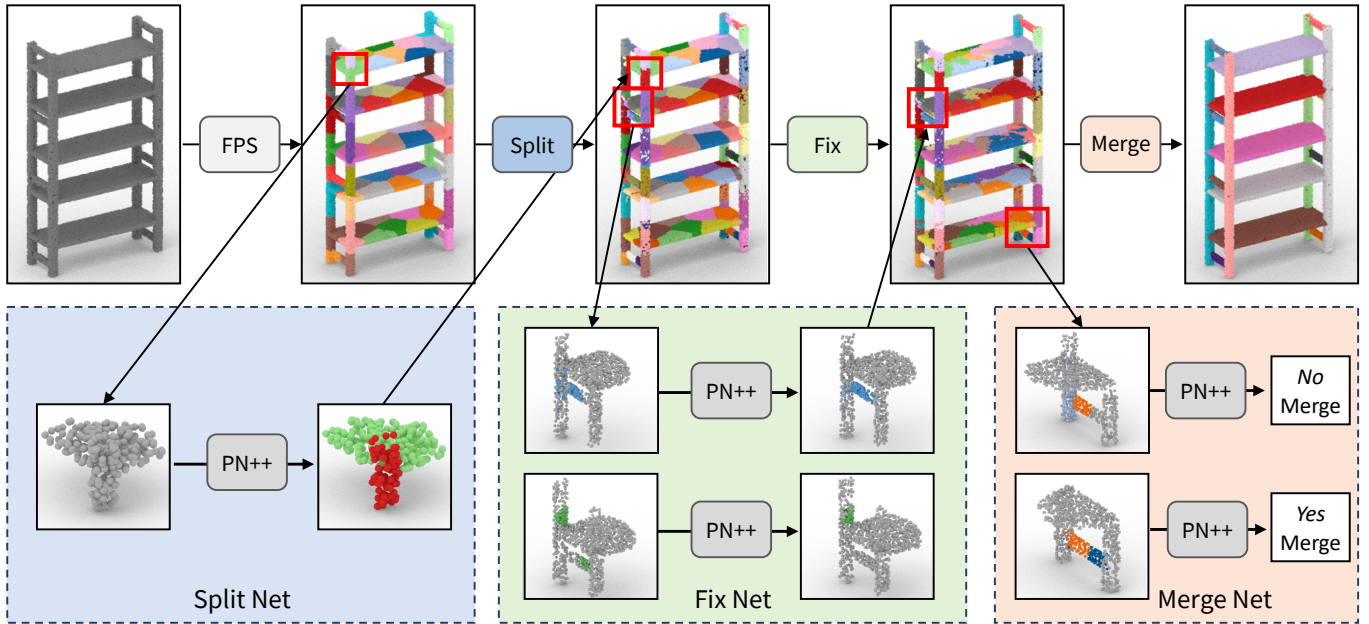 FPS
Split
Fix
Merge
PN++
Split Net
PN++
PN++
Fix Net
PN++
No
Merge
PN++
Yes
Merge
Merge Net